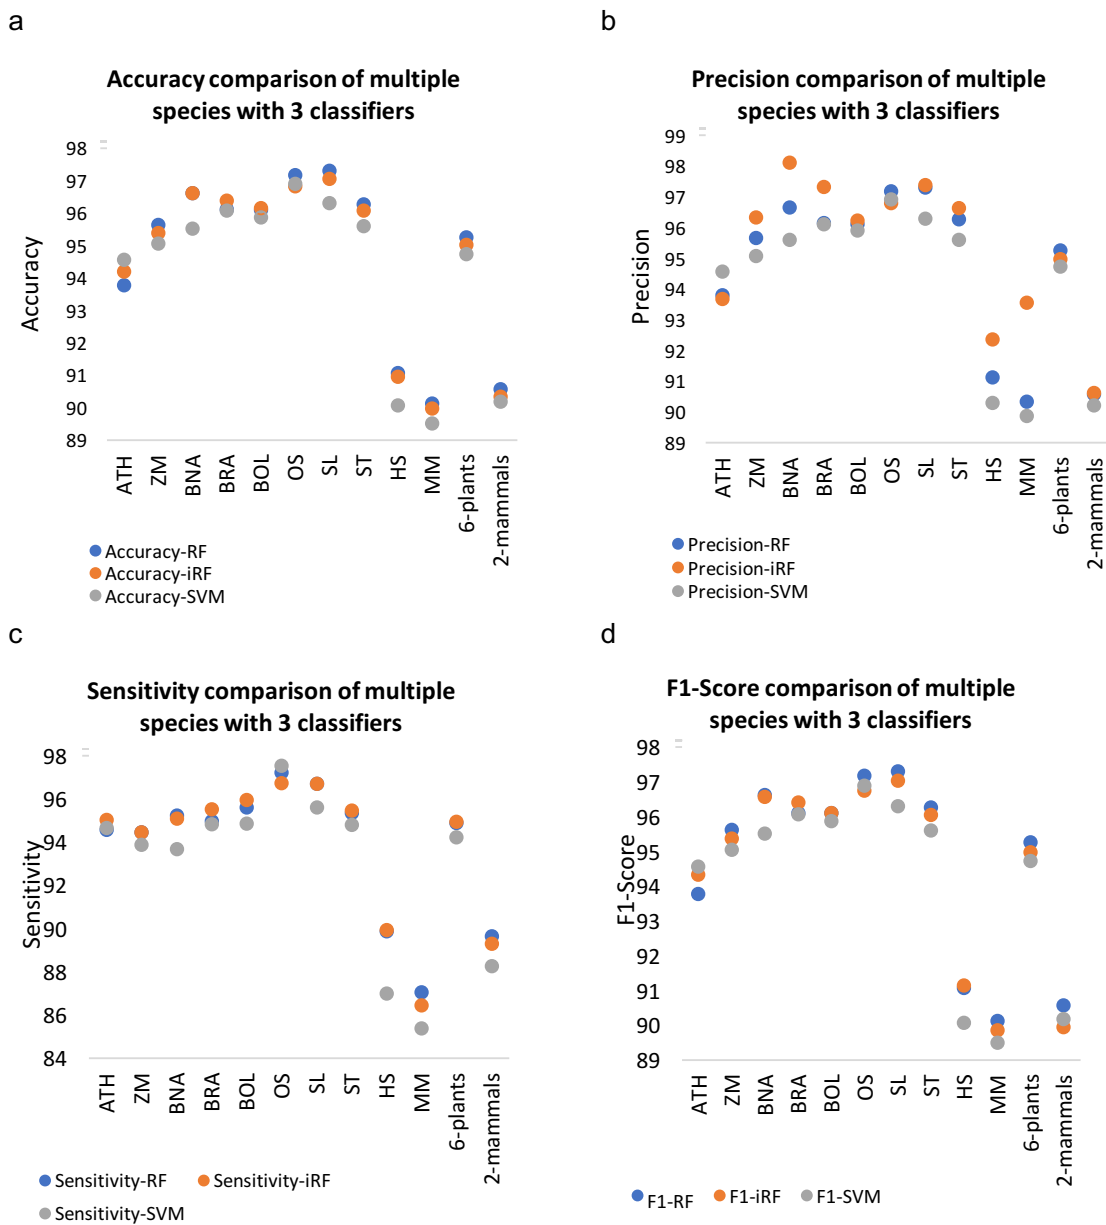 a
Accuracy comparison of multiple
species with 3 classifiers
Accuracy
98
97
96
95
94
93
92
91
90
89
ATH
ZM
BNA
BRA
BOL
OS
SL
ST
HS
MM
6-plants
2-mammals
Accuracy-RF
Accuracy-iRF
Accuracy-SVM
b
Precision comparison of multiple
species with 3 classifiers
Precision
99
98
97
96
95
94
93
92
91
90
89
ATH
ZM
BNA
BRA
BOL
OS
SL
ST
HS
MM
6-plants
2-mammals
Precision-RF
Precision-iRF
Precision-SVM
c
Sensitivity comparison of multiple
species with 3 classifiers
Sensitivity
98
96
94
92
90
88
86
84
ATH
ZM
BNA
BRA
BOL
OS
SL
ST
HS
MM
6-plants
2-mammals
Sensitivity-RF
Sensitivity-iRF
Sensitivity-SVM
d
F1-Score comparison of multiple
species with 3 classifiers
F1-Score
98
97
96
95
94
93
92
91
90
89
ATH
ZM
BNA
BRA
BOL
OS
SL
ST
HS
MM
6-plants
2-mammals
F1-RF
F1-iRF
F1-SVM